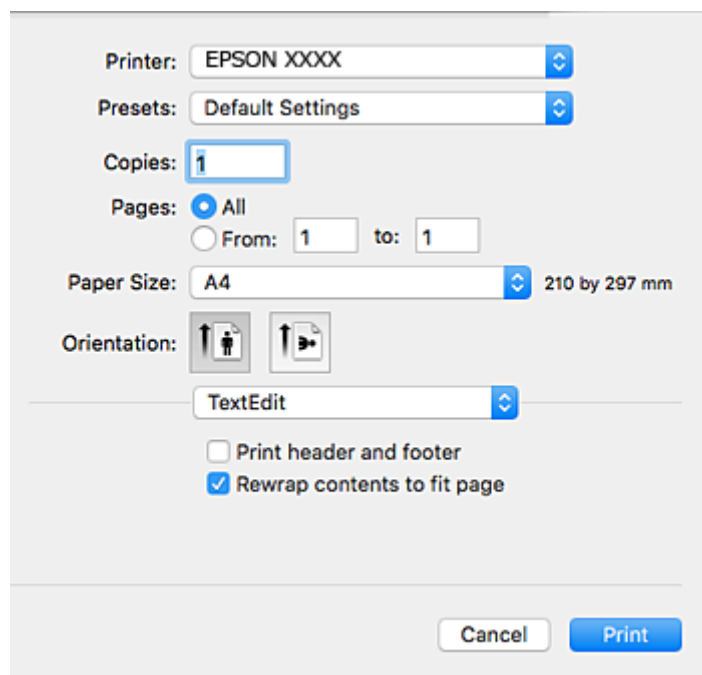 Printer: EPSON XXXX
Presets: Default Settings
Copies: 1
Pages: All
From: 1 to: 1
Paper Size: A4 210 by 297 mm
Orientation:
TextEdit
Print header and footer
Rewrap contents to fit page
Cancel Print